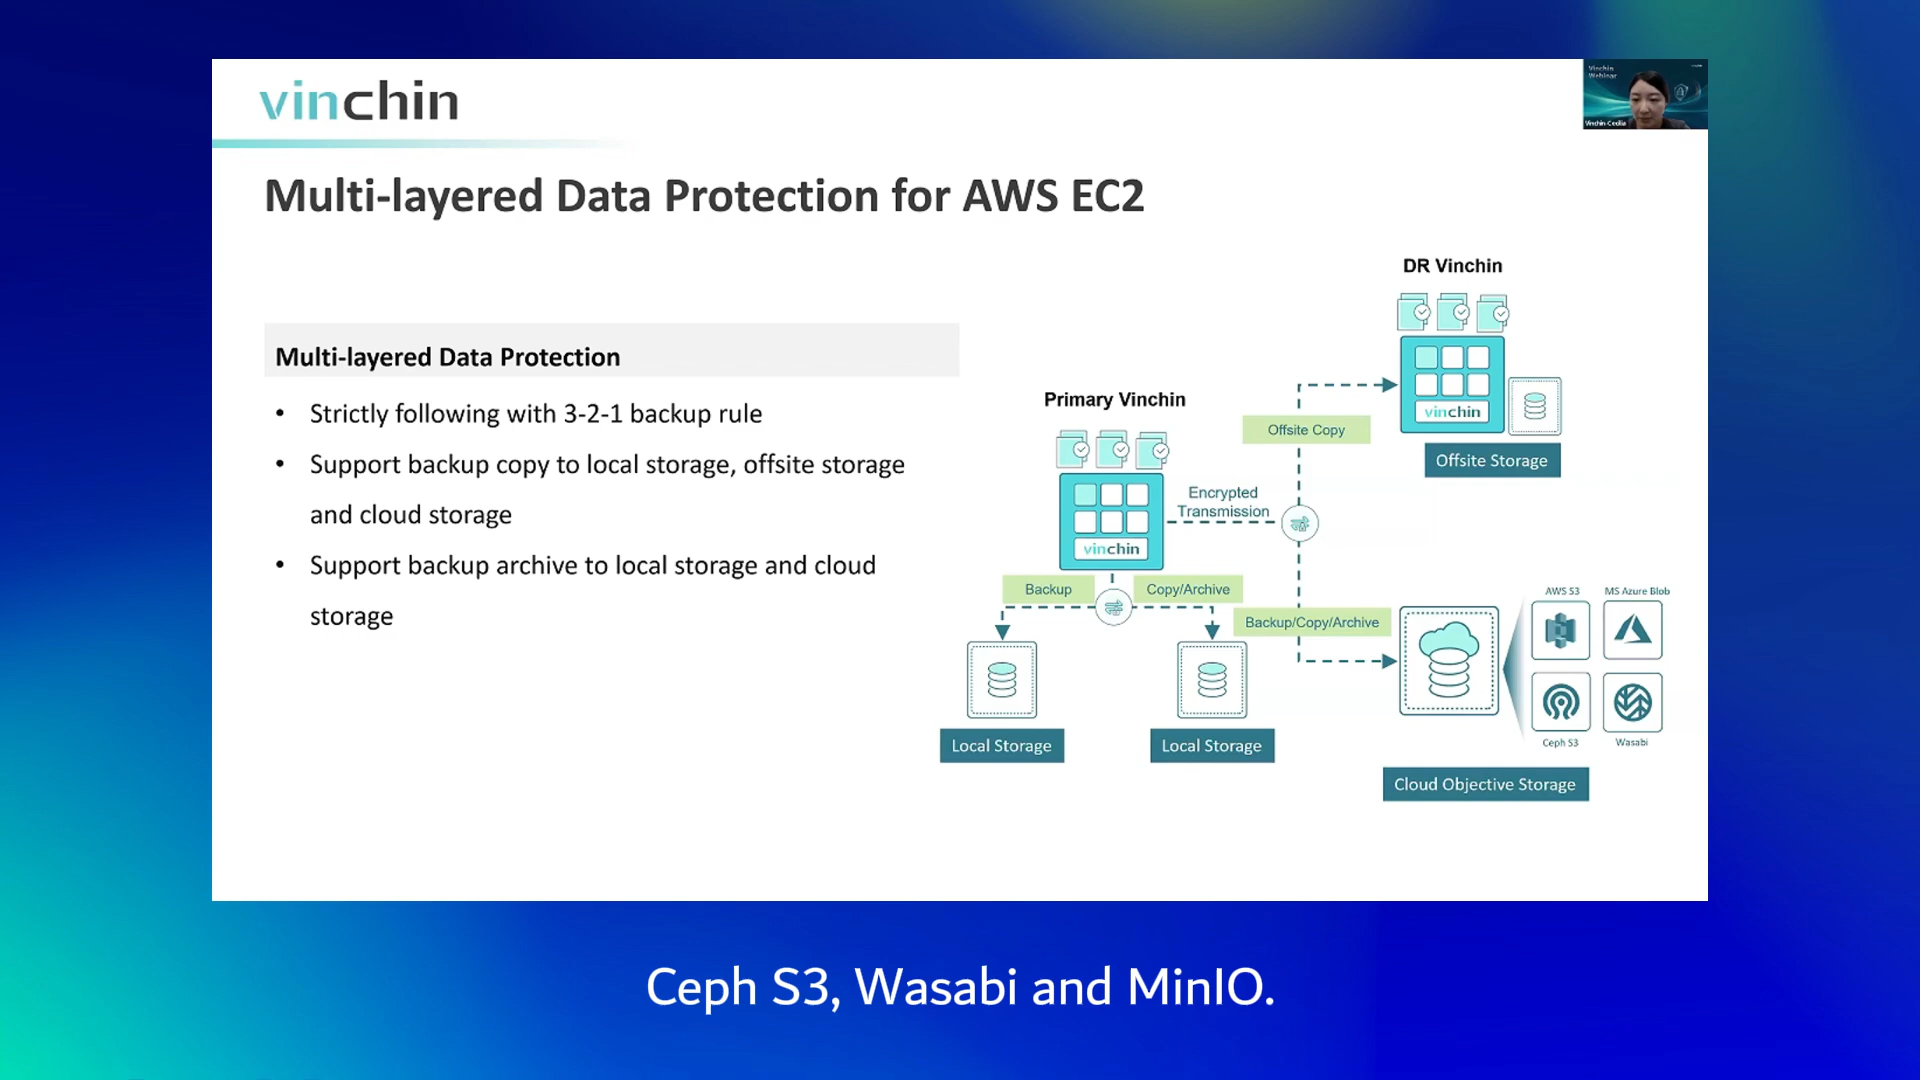 vinchin
Vinchin
Webinar
Vinchin Cecilia
Multi-layered Data Protection for AWS EC2
Multi-layered Data Protection
• Strictly following with 3-2-1 backup rule
• Support backup copy to local storage, offsite storage
and cloud storage
• Support backup archive to local storage and cloud
storage
DR Vinchin
vinchin
Offsite Storage
Primary Vinchin
Offsite Copy
Encrypted
Transmission
vinchin
Backup
Copy/Archive
Backup/Copy/Archive
AWS S3
MS Azure Blob
Ceph S3
Wasabi
Local Storage
Local Storage
Cloud Objective Storage
Ceph S3, Wasabi and MinIO.